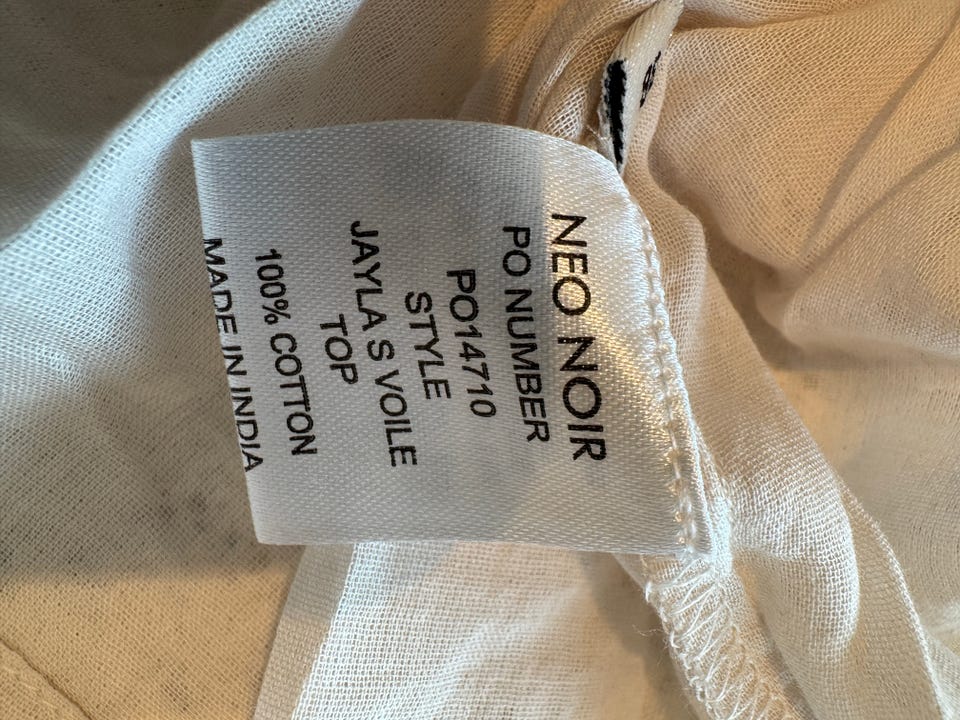 NEO NOIR
PO NUMBER
PO14710
STYLE
JAYLA S VOILE
TOP
100% COTTON
MADE IN INDIA